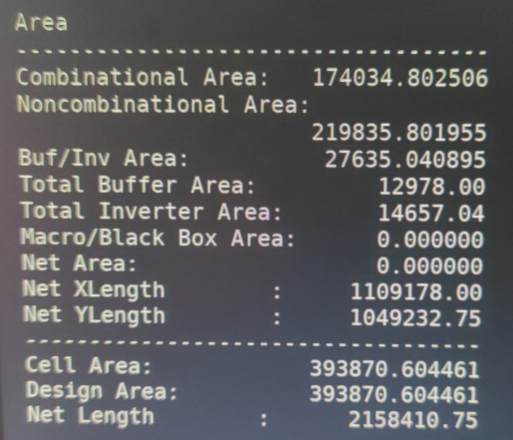 Area
-----------------------------------
Combinational Area: 174034.802506
Noncombinational Area:
219835.801955
Buf/Inv Area: 27635.040895
Total Buffer Area: 12978.00
Total Inverter Area: 14657.04
Macro/Black Box Area: 0.000000
Net Area: 0.000000
Net XLength : 1109178.00
Net YLength : 1049232.75
-----------------------------------
Cell Area: 393870.604461
Design Area: 393870.604461
Net Length : 2158410.75